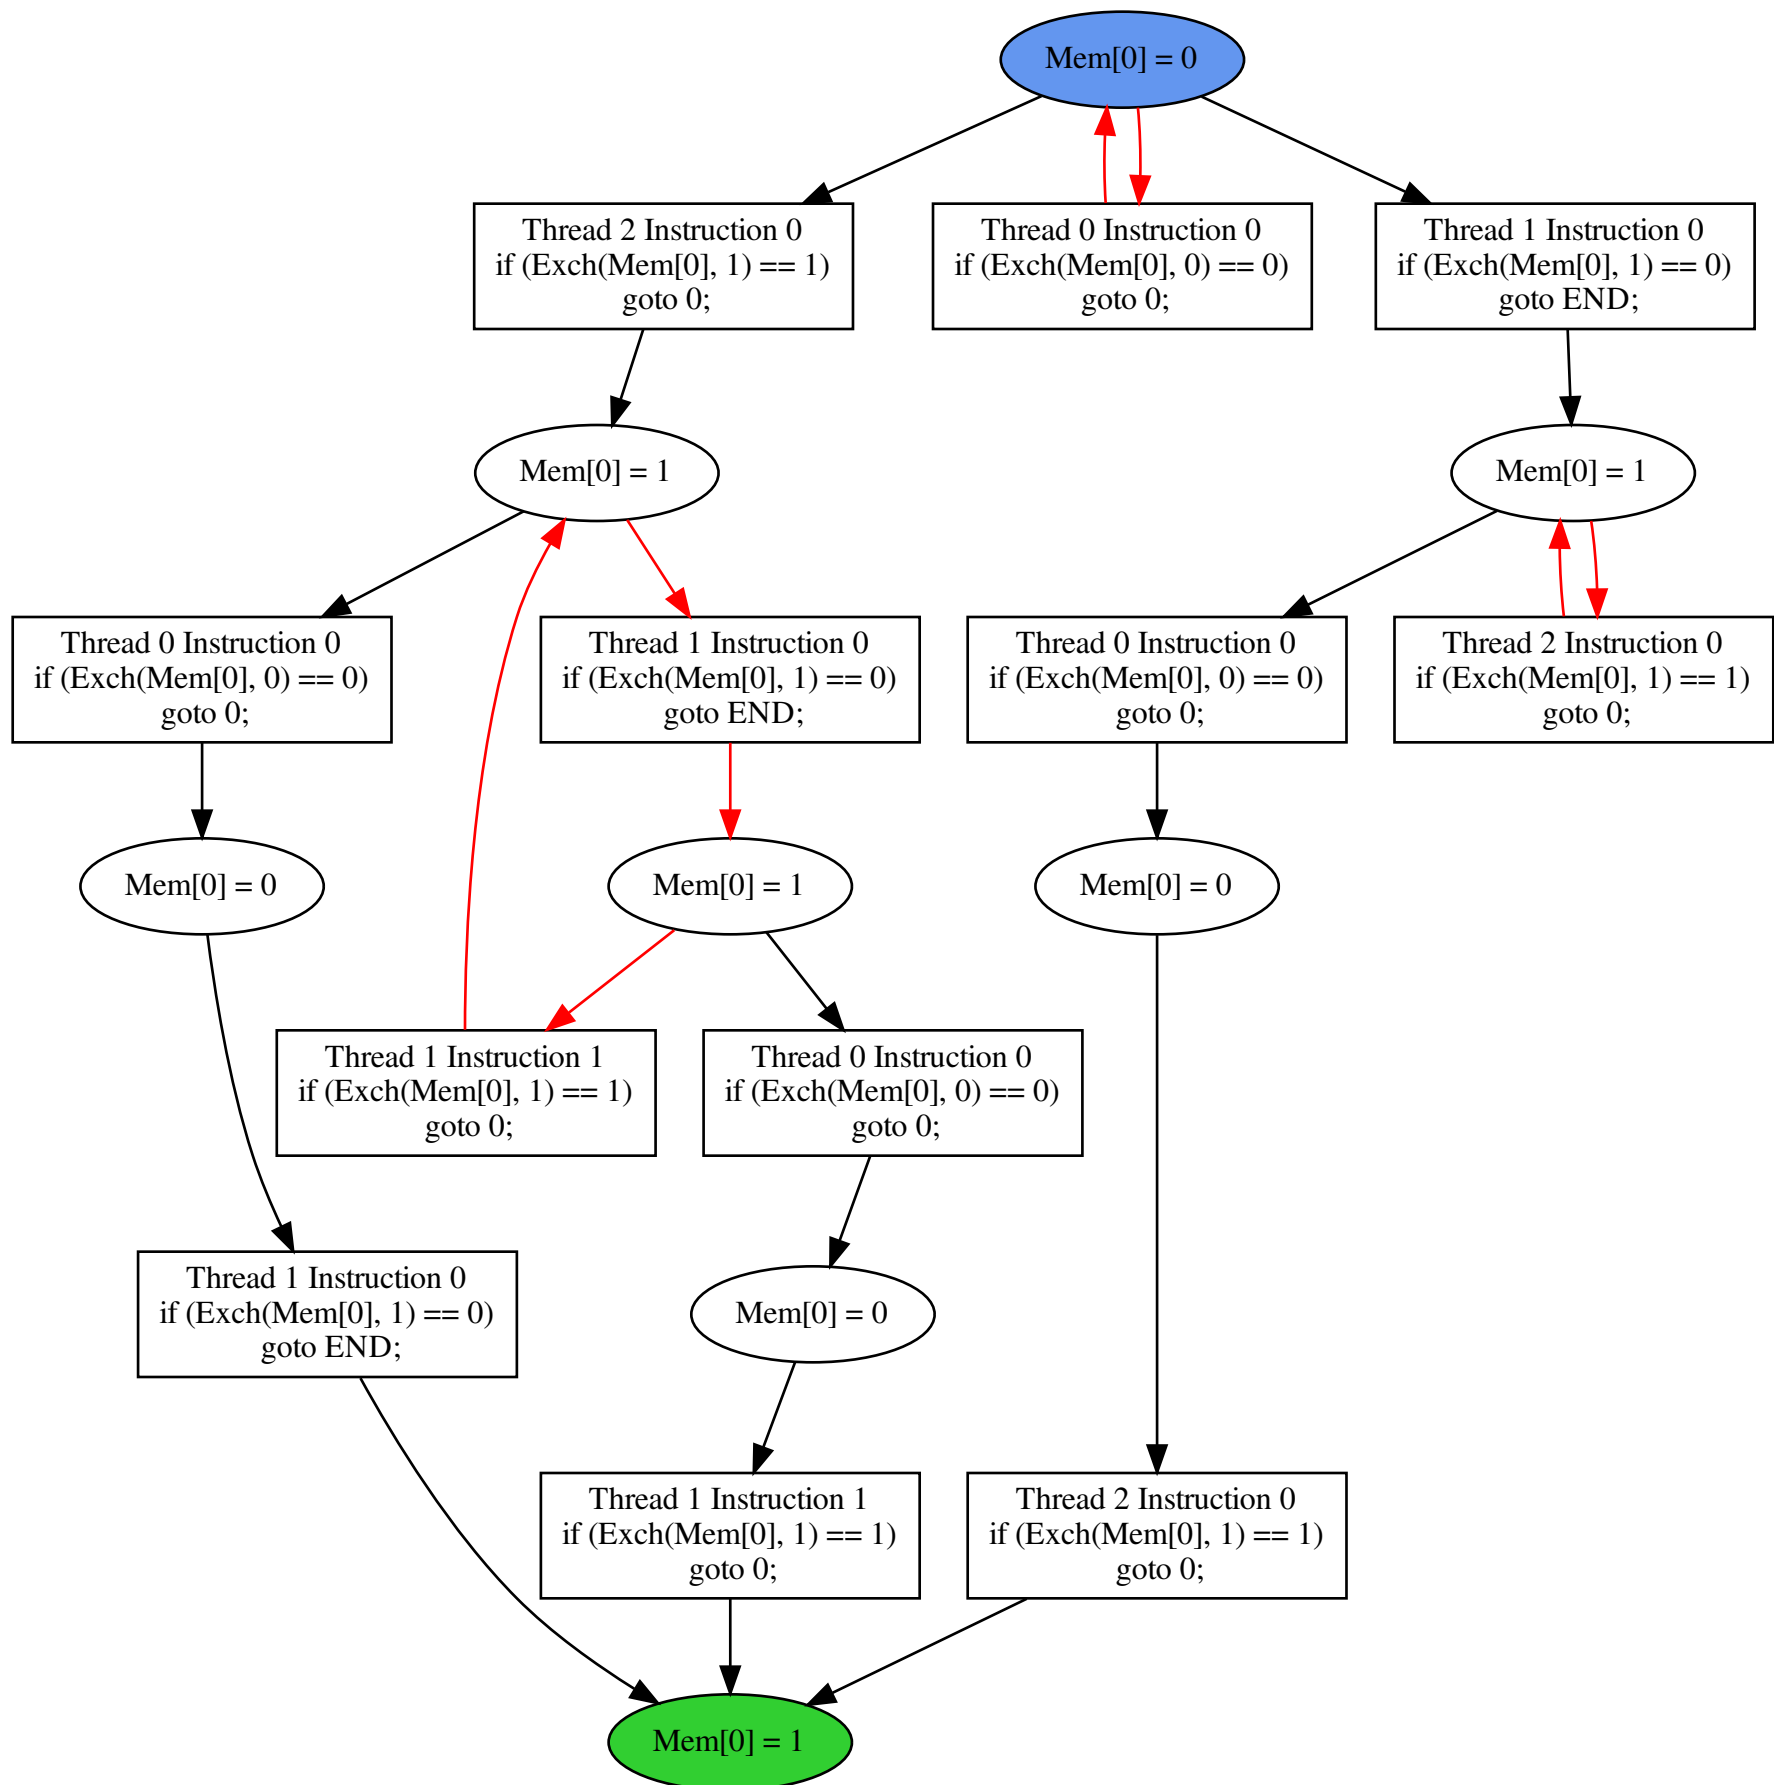 Mem[0] = 0
Thread 2 Instruction 0
if (Exch(Mem[0], 1) == 1)
goto 0;
Thread 0 Instruction 0
if (Exch(Mem[0], 0) == 0)
goto 0;
Thread 1 Instruction 0
if (Exch(Mem[0], 1) == 0)
goto END;
Mem[0] = 1
Mem[0] = 1
Thread 0 Instruction 0
if (Exch(Mem[0], 0) == 0)
goto 0;
Thread 1 Instruction 0
if (Exch(Mem[0], 1) == 0)
goto END;
Thread 0 Instruction 0
if (Exch(Mem[0], 0) == 0)
goto 0;
Thread 2 Instruction 0
if (Exch(Mem[0], 1) == 1)
goto 0;
Mem[0] = 0
Mem[0] = 1
Mem[0] = 0
Thread 1 Instruction 1
if (Exch(Mem[0], 1) == 1)
goto 0;
Thread 0 Instruction 0
if (Exch(Mem[0], 0) == 0)
goto 0;
Thread 1 Instruction 0
if (Exch(Mem[0], 1) == 0)
goto END;
Mem[0] = 0
Thread 1 Instruction 1
if (Exch(Mem[0], 1) == 1)
goto 0;
Thread 2 Instruction 0
if (Exch(Mem[0], 1) == 1)
goto 0;
Mem[0] = 1